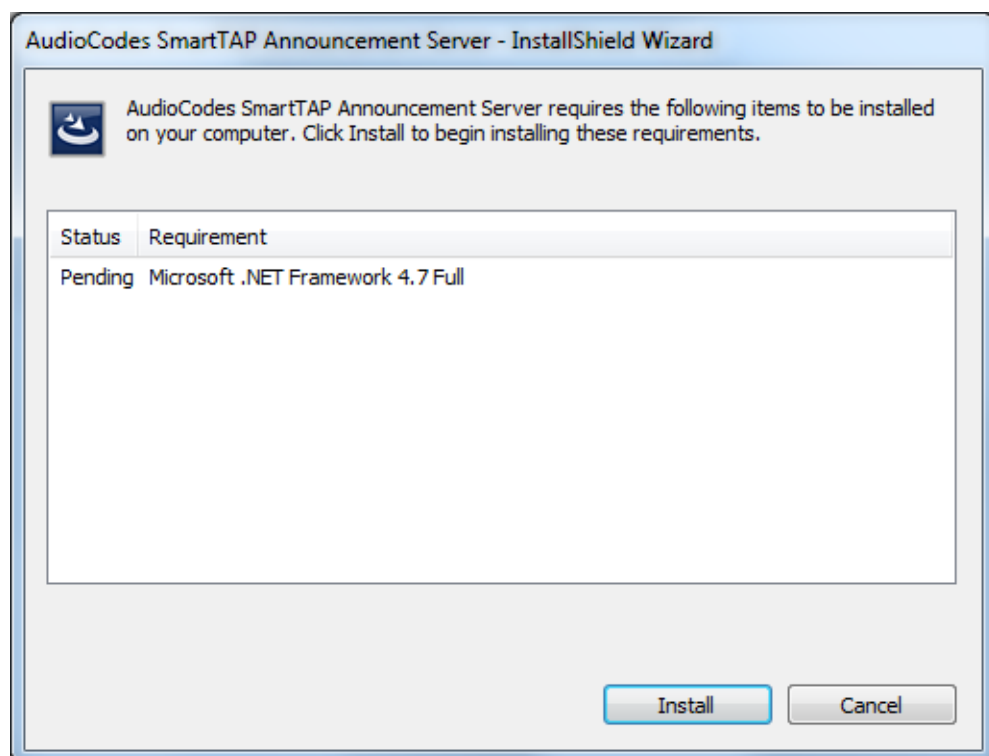 AudioCodes SmartTAP Announcement Server - InstallShield Wizard
AudioCodes SmartTAP Announcement Server requires the following items to be installed
on your computer. Click Install to begin installing these requirements.
Status Requirement
Pending Microsoft .NET Framework 4.7 Full
Install Cancel